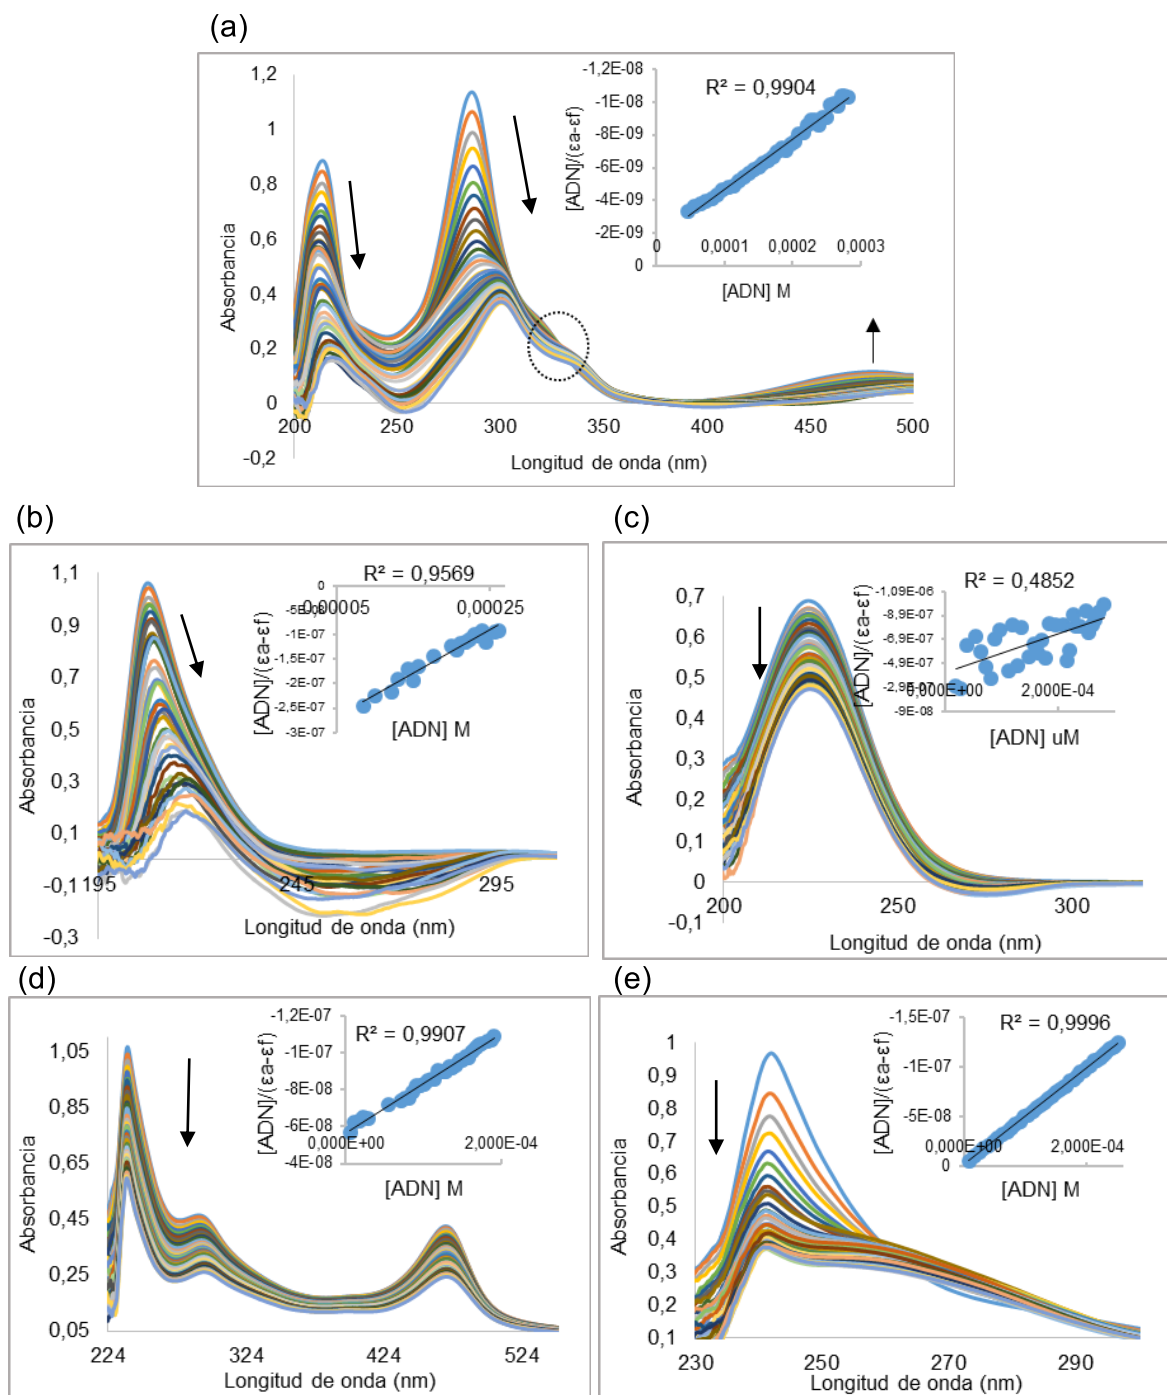 (a)
1,2
1
0,8
0,6
0,4
0,2
0
-0,2
Absorbancia
200
250
300
350
400
450
500
Longitud de onda (nm)
R² = 0,9904
-1,2E-08
-1E-08
-8E-09
-6E-09
-4E-09
-2E-09
0
[ADN]/(εa-εf)
0
0,0001
0,0002
0,0003
[ADN] M
(b)
1,1
0,9
0,7
0,5
0,3
0,1
-0,1
-0,3
Absorbancia
195
245
295
Longitud de onda (nm)
R² = 0,9569
0
0,00005
0,00025
-5E-08
-1E-07
-1,5E-07
-2E-07
-2,5E-07
-3E-07
[ADN]/(εa-εf)
[ADN] M
(c)
0,7
0,6
0,5
0,4
0,3
0,2
0,1
0
-0,1
Absorbancia
200
250
300
Longitud de onda (nm)
R² = 0,4852
-1,09E-06
-8,9E-07
-6,9E-07
-4,9E-07
-2,9E-07
-9E-08
[ADN]/(εa-εf)
0,000E+00
2,000E-04
[ADN] uM
(d)
1,05
0,85
0,65
0,45
0,25
0,05
Absorbancia
224
324
424
524
Longitud de onda (nm)
R² = 0,9907
-1,2E-07
-1E-07
-8E-08
-6E-08
-4E-08
[ADN]/(εa-εf)
0,000E+00
2,000E-04
[ADN] M
(e)
1
0,9
0,8
0,7
0,6
0,5
0,4
0,3
0,2
0,1
Absorbancia
230
250
270
290
Longitud de onda (nm)
R² = 0,9996
-1,5E-07
-1E-07
-5E-08
0
[ADN]/(εa-εf)
0,000E+00
2,000E-04
[ADN] M